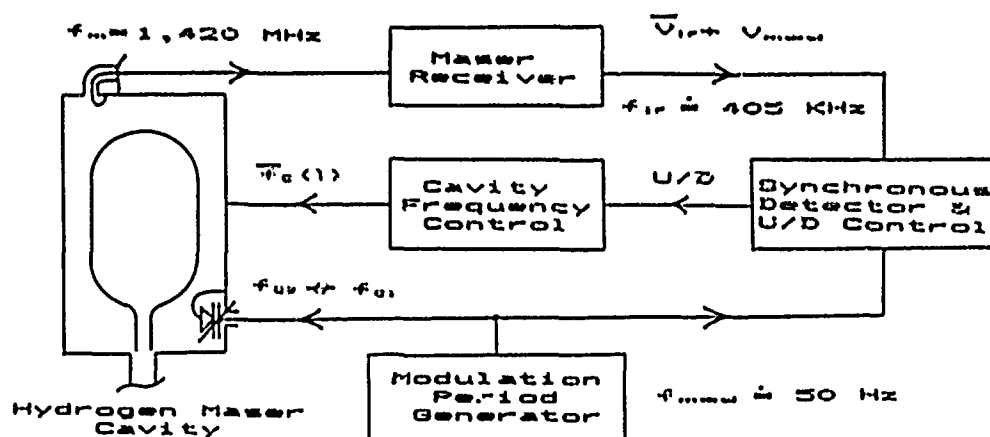 1,420 MHz
Maser
Receiver
= 405 KHz
U/D
Cavity
Frequency
Control
Synchronous
Detector &
U/D Control
Modulation
Period
Generator
≐ 50 Hz
Hydrogen Maser
Cavity